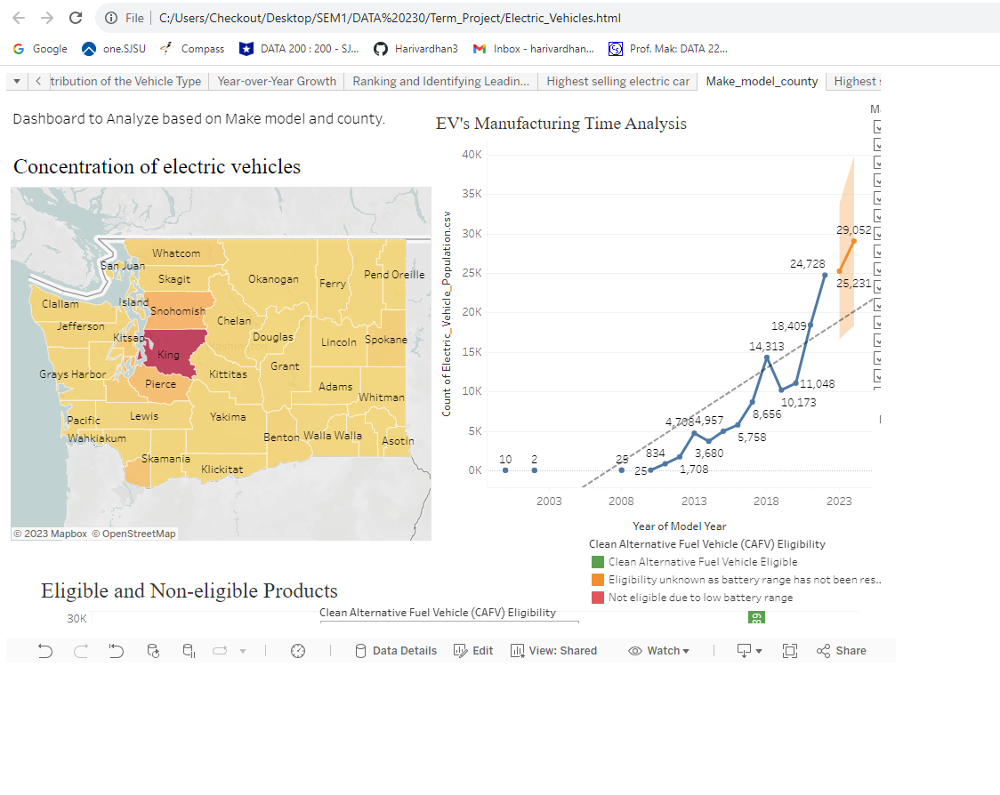 File C:/Users/Checkout/Desktop/SEM1/DATA%20230/Term_Project/Electric_Vehicles.html
Google one.SJSU Compass DATA 200 : 200 - SJ... Harivardhan3 Inbox - harivardhan... Prof. Mak: DATA 22...
tribution of the Vehicle Type Year-over-Year Growth Ranking and Identifying Leadin... Highest selling electric car Make_model_county Highest
Dashboard to Analyze based on Make model and county.
Concentration of electric vehicles
Whatcom
San Juan
Skagit
Okanogan
Pend Oreille
Ferry
Clallam
Island
Snohomish
Jefferson
Chelan
Kitsap
Douglas
Lincoln
Spokane
Washington
King
Grant
Grays Harbor
Kittitas
Pierce
Adams
Whitman
Pacific
Lewis
Yakima
Wahkiakum
Benton
Walla Walla
Asotin
Skamania
Klickitat
© 2023 Mapbox © OpenStreetMap
EV's Manufacturing Time Analysis
M
Count of Electric_Vehicle_Population.csv
40K
35K
30K
25K
20K
15K
10K
5K
0K
10
2
25
25
834
1,708
4,708
3,680
4,957
5,758
8,656
14,313
10,173
11,048
18,409
24,728
25,231
29,052
2003 2008 2013 2018 2023
Year of Model Year
Clean Alternative Fuel Vehicle (CAFV) Eligibility
Clean Alternative Fuel Vehicle Eligible
Eligibility unknown as battery range has not been res..
Not eligible due to low battery range
Eligible and Non-eligible Products
Clean Alternative Fuel Vehicle (CAFV) Eligibility
30K
Data Details Edit View: Shared Watch Share